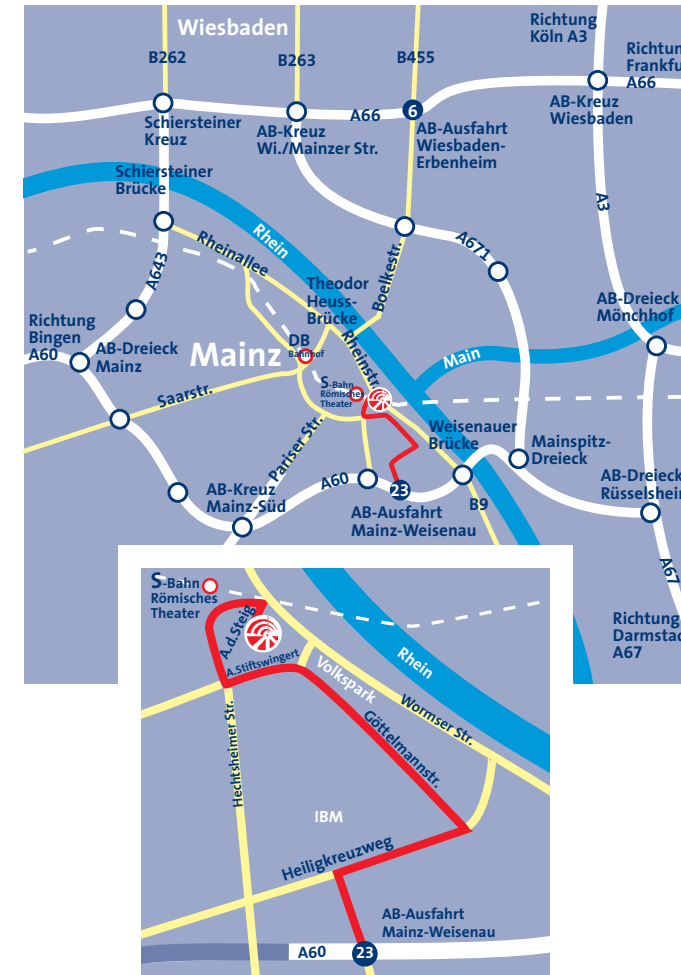 Wiesbaden
Richtung
Köln A3
B262
B263
B455
Richtun
Frankfu
A66
AB-Kreuz
Wiesbaden
6
A66
Schiersteiner
Kreuz
AB-Kreuz
Wi./Mainzer Str.
AB-Ausfahrt
Wiesbaden-
Erbenheim
Schiersteiner
Brücke
A3
Rhein
Rheinallee
A671
A643
Boelkestr.
Theodor
Heuss-
Brücke
AB-Dreieck
Mönchhof
Richtung
Bingen
A60
AB-Dreieck
Mainz
Mainz
DB
Bahnhof
Rheinstr.
Main
S-Bahn
Römisches
Theater
Saarstr.
Pariser Str.
Weisenauer
Brücke
Mainspitz-
Dreieck
A60
23
AB-Kreuz
Mainz-Süd
AB-Ausfahrt
Mainz-Weisenau
B9
AB-Dreieck
Rüsselshei
A67
Richtung
Darmstad
A67
S-Bahn
Römisches
Theater
A.d.Steig
A.Stiftswingert
Volkspark
Rhein
Wormser Str.
Göttelmannstr.
Hechtsheimer Str.
IBM
Heiligkreuzweg
AB-Ausfahrt
Mainz-Weisenau
A60
23